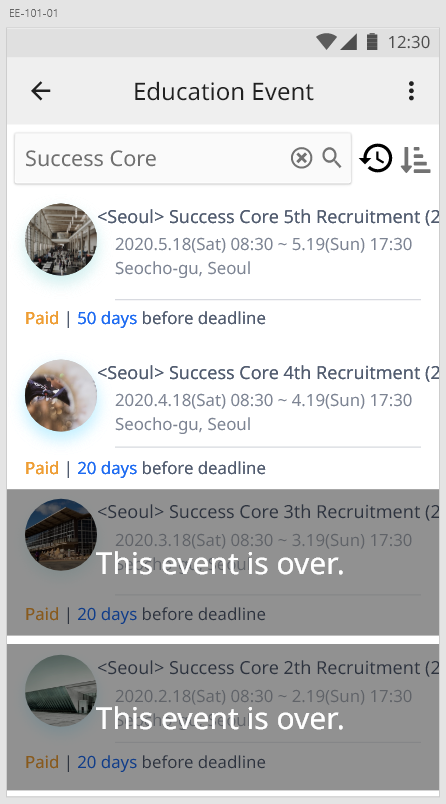 EE-101-01
12:30
Education Event
Success Core
<Seoul> Success Core 5th Recruitment (2
2020.5.18(Sat) 08:30 ~ 5.19(Sun) 17:30
Seocho-gu, Seoul
Paid | 50 days before deadline
<Seoul> Success Core 4th Recruitment (2
2020.4.18(Sat) 08:30 ~ 4.19(Sun) 17:30
Seocho-gu, Seoul
Paid | 20 days before deadline
<Seoul> Success Core 3th Recruitment (2
2020.3.18(Sat) 08:30 ~ 3.19(Sun) 17:30
This event is over.
Paid | 20 days before deadline
<Seoul> Success Core 2th Recruitment (2
2020.2.18(Sat) 08:30 ~ 2.19(Sun) 17:30
This event is over.
Paid | 20 days before deadline